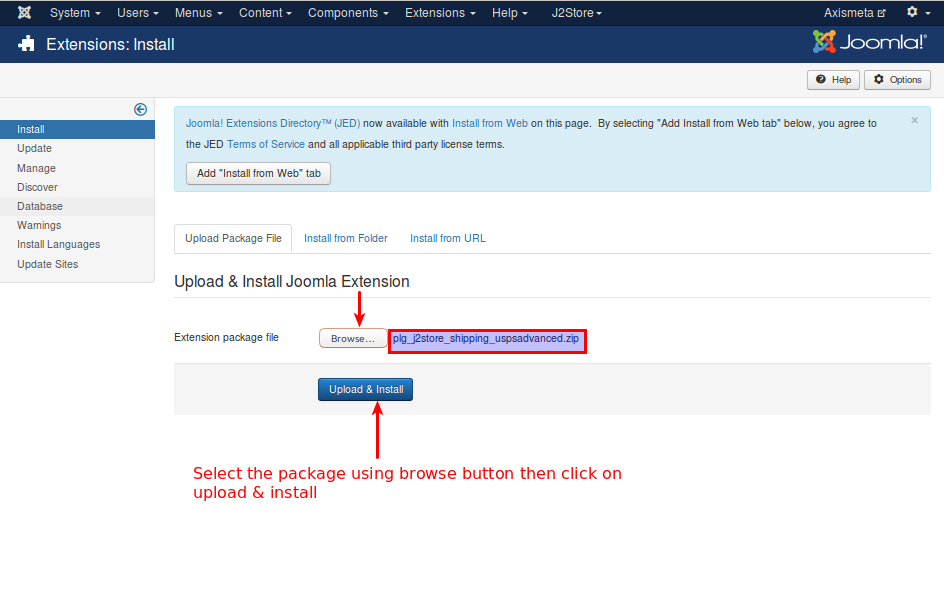 System Users Menus Content Components Extensions Help J2Store Axismeta
Extensions: Install Joomla!®
Help Options
Install
Update
Manage
Discover
Database
Warnings
Install Languages
Update Sites
Joomla! Extensions Directory™ (JED) now available with Install from Web on this page. By selecting "Add Install from Web tab" below, you agree to
the JED Terms of Service and all applicable third party license terms.
×
Add "Install from Web" tab
Upload Package File Install from Folder Install from URL
Upload & Install Joomla Extension
Extension package file Browse... plg_j2store_shipping_uspsadvanced.zip
Upload & Install
Select the package using browse button then click on
upload & install